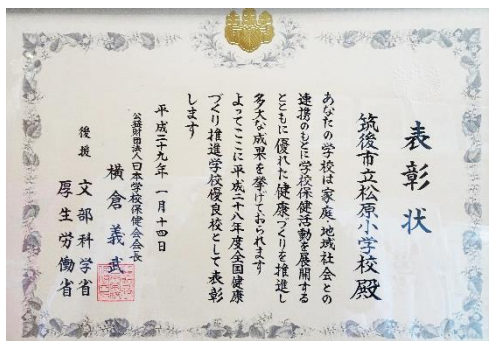 表彰状
筑後市立松原小学校殿
あなたの学校は家庭、地域社会との
連携のもとに学校保健活動を展開する
とともに優れた健康つくりを推進し
多大な成果を挙げておられます
よってここに平成二十八年度全国健康
づくり推進学校優良校として表彰
します
平成二十九年一月十四日
公益財団法人日本学校保健会会長
横倉義武
後援 文部科学省
厚生労働省